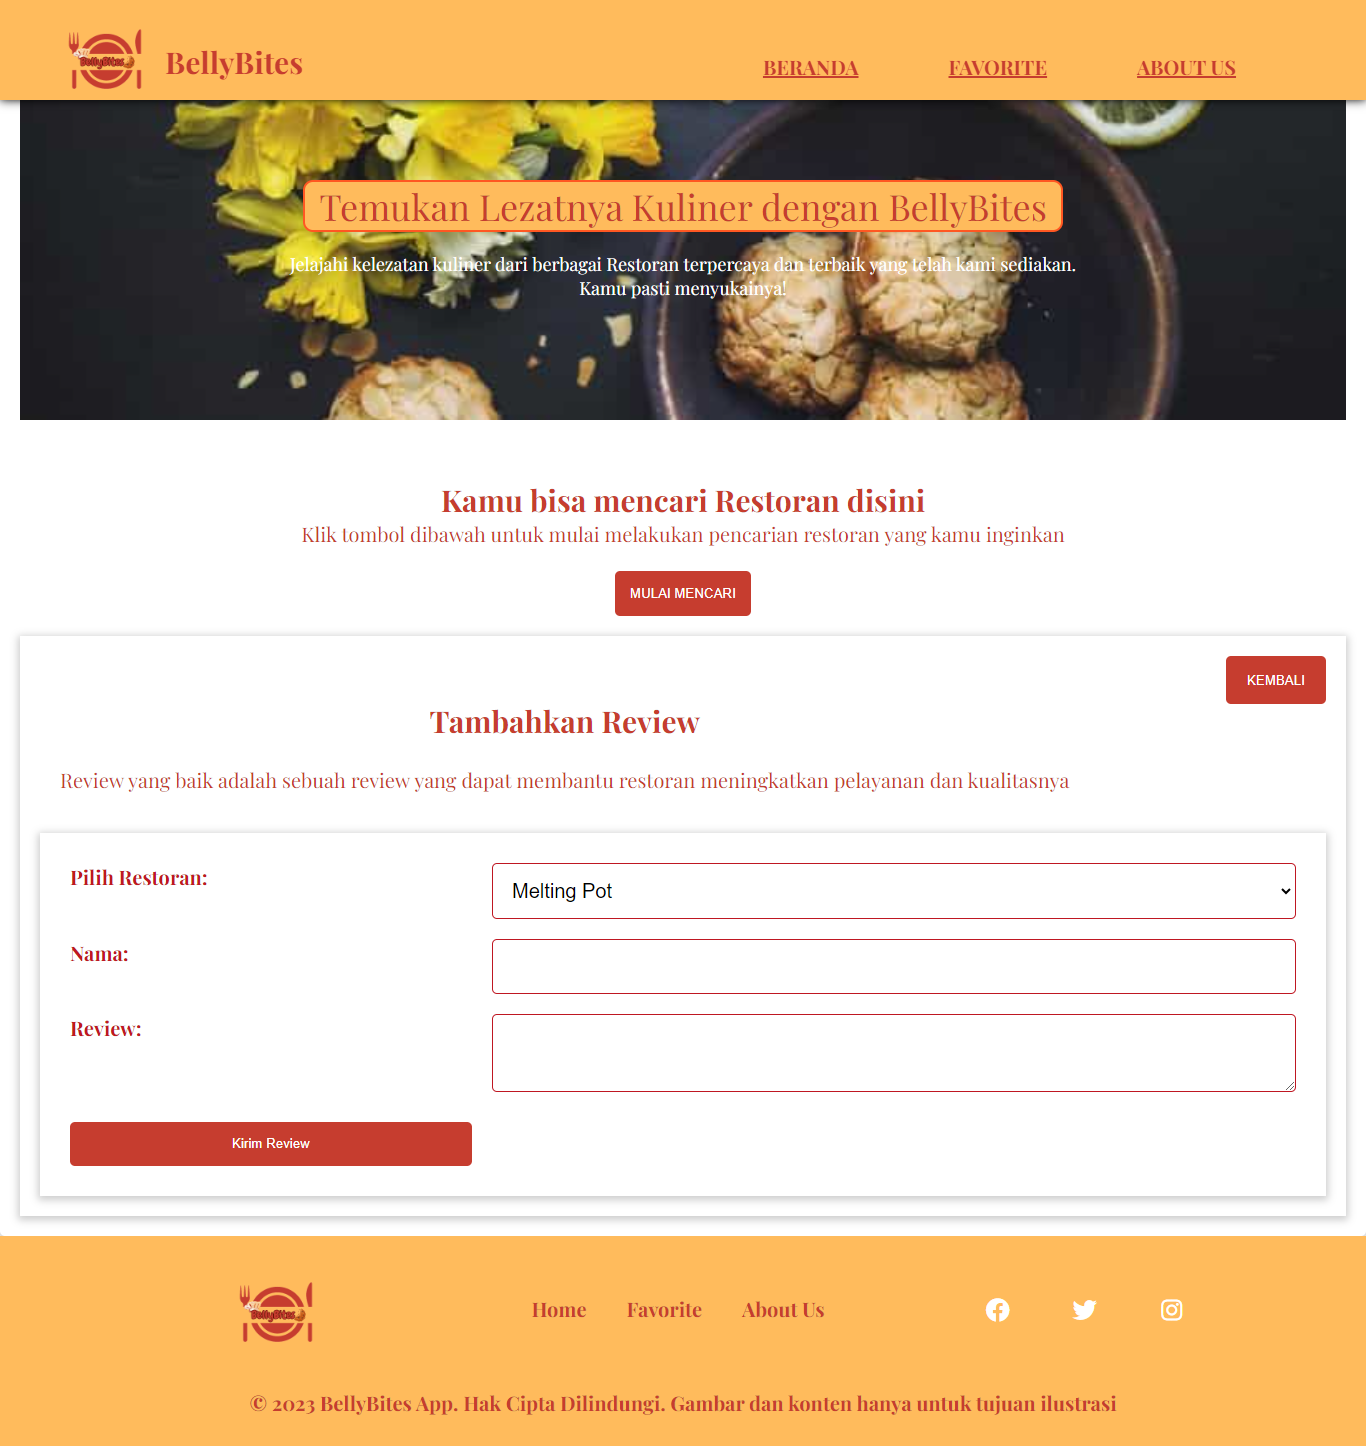 BellyBites
BellyBites
BERANDA
FAVORITE
ABOUT US
Temukan Lezatnya Kuliner dengan BellyBites
Jelajahi kelezatan kuliner dari berbagai Restoran terpercaya dan terbaik yang telah kami sediakan.
Kamu pasti menyukainya!
Kamu bisa mencari Restoran disini
Klik tombol dibawah untuk mulai melakukan pencarian restoran yang kamu inginkan
MULAI MENCARI
KEMBALI
Tambahkan Review
Review yang baik adalah sebuah review yang dapat membantu restoran meningkatkan pelayanan dan kualitasnya
Pilih Restoran:
Melting Pot
Nama:
Review:
Kirim Review
BellyBites
Home
Favorite
About Us
© 2023 BellyBites App. Hak Cipta Dilindungi. Gambar dan konten hanya untuk tujuan ilustrasi